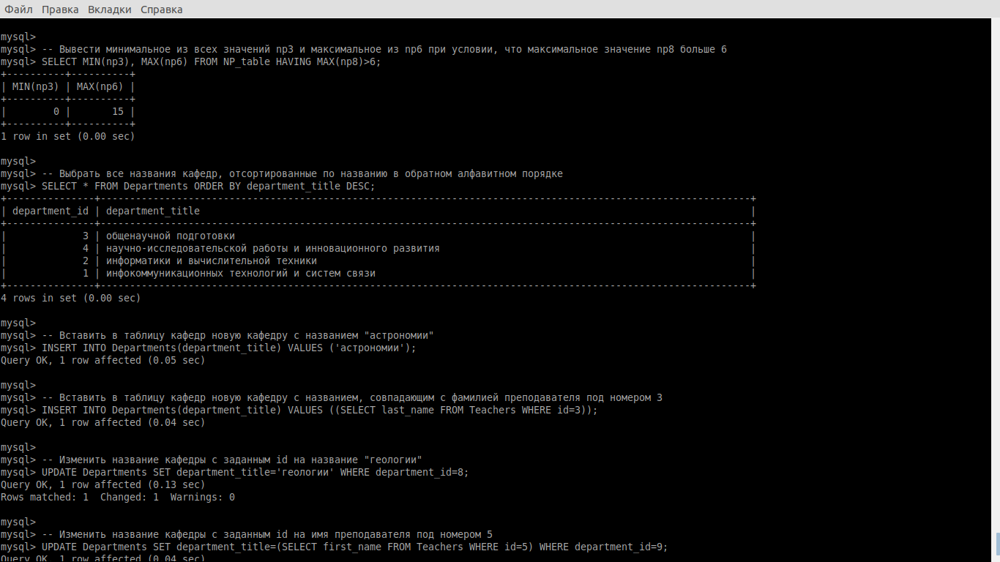 Файл Правка Вкладки Справка
mysql>
mysql> -- Вывести минимальное из всех значений np3 и максимальное из np6 при условии, что максимальное значение np8 больше 6
mysql> SELECT MIN(np3), MAX(np6) FROM NP_table HAVING MAX(np8)>6;
+----------+----------+
| MIN(np3) | MAX(np6) |
+----------+----------+
|        0 |       15 |
+----------+----------+
1 row in set (0.00 sec)
mysql>
mysql> -- Выбрать все названия кафедр, отсортированные по названию в обратном алфавитном порядке
mysql> SELECT * FROM Departments ORDER BY department_title DESC;
+---------------+---------------------------------------------------------------------------------------------------------------+
| department_id | department_title                                                                                              |
+---------------+---------------------------------------------------------------------------------------------------------------+
|             3 | общенаучной подготовки                                                                                        |
|             4 | научно-исследовательской работы и инновационного развития                                                     |
|             2 | информатики и вычислительной техники                                                                          |
|             1 | инфокоммуникационных технологий и систем связи                                                                |
+---------------+---------------------------------------------------------------------------------------------------------------+
4 rows in set (0.00 sec)
mysql>
mysql> -- Вставить в таблицу кафедр новую кафедру с названием "астрономии"
mysql> INSERT INTO Departments(department_title) VALUES ('астрономии');
Query OK, 1 row affected (0.05 sec)
mysql>
mysql> -- Вставить в таблицу кафедр новую кафедру с названием, совпадающим с фамилией преподавателя под номером 3
mysql> INSERT INTO Departments(department_title) VALUES ((SELECT last_name FROM Teachers WHERE id=3));
Query OK, 1 row affected (0.04 sec)
mysql>
mysql> -- Изменить название кафедры с заданным id на название "геологии"
mysql> UPDATE Departments SET department_title='геологии' WHERE department_id=8;
Query OK, 1 row affected (0.13 sec)
Rows matched: 1  Changed: 1  Warnings: 0
mysql>
mysql> -- Изменить название кафедры с заданным id на имя преподавателя под номером 5
mysql> UPDATE Departments SET department_title=(SELECT first_name FROM Teachers WHERE id=5) WHERE department_id=9;
Query OK, 1 row affected (0.04 sec)